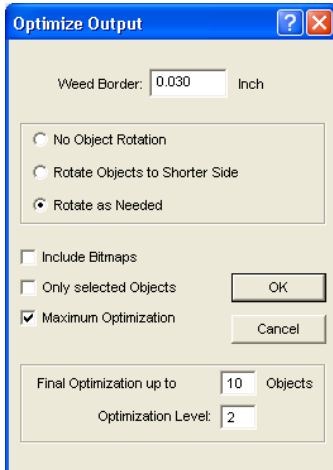 Optimize Output
Weed Border: 0.030 Inch
No Object Rotation
Rotate Objects to Shorter Side
Rotate as Needed
Include Bitmaps
Only selected Objects
OK
Maximum Optimization
Cancel
Final Optimization up to 10 Objects
Optimization Level: 2